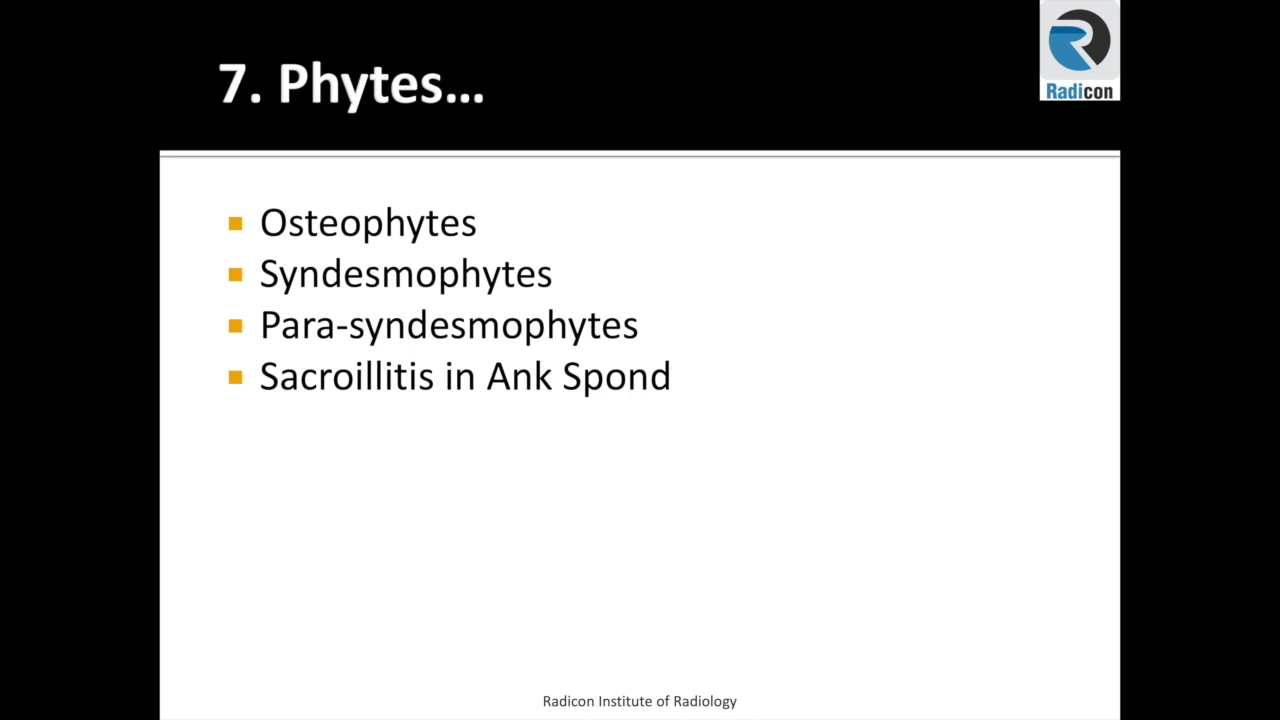 7. Phytes...
Radicon
Osteophytes
Syndesmophytes
Para-syndesmophytes
Sacroillitis in Ank Spond
Radicon Institute of Radiology